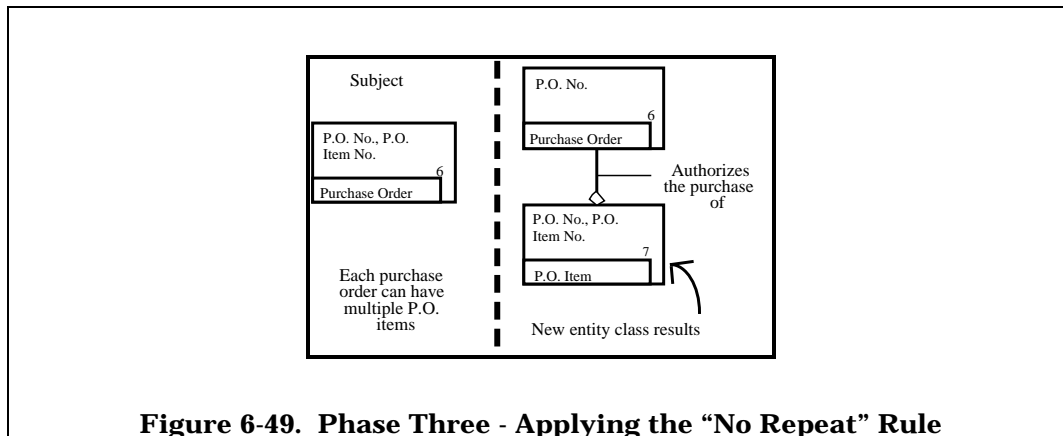 Subject
P.O. No., P.O.
Item No.
6
Purchase Order
Each purchase
order can have
multiple P.O.
items
P.O. No.
6
Purchase Order
Authorizes
the purchase
of
P.O. No., P.O.
Item No.
7
P.O. Item
New entity class results
Figure 6-49. Phase Three - Applying the “No Repeat” Rule